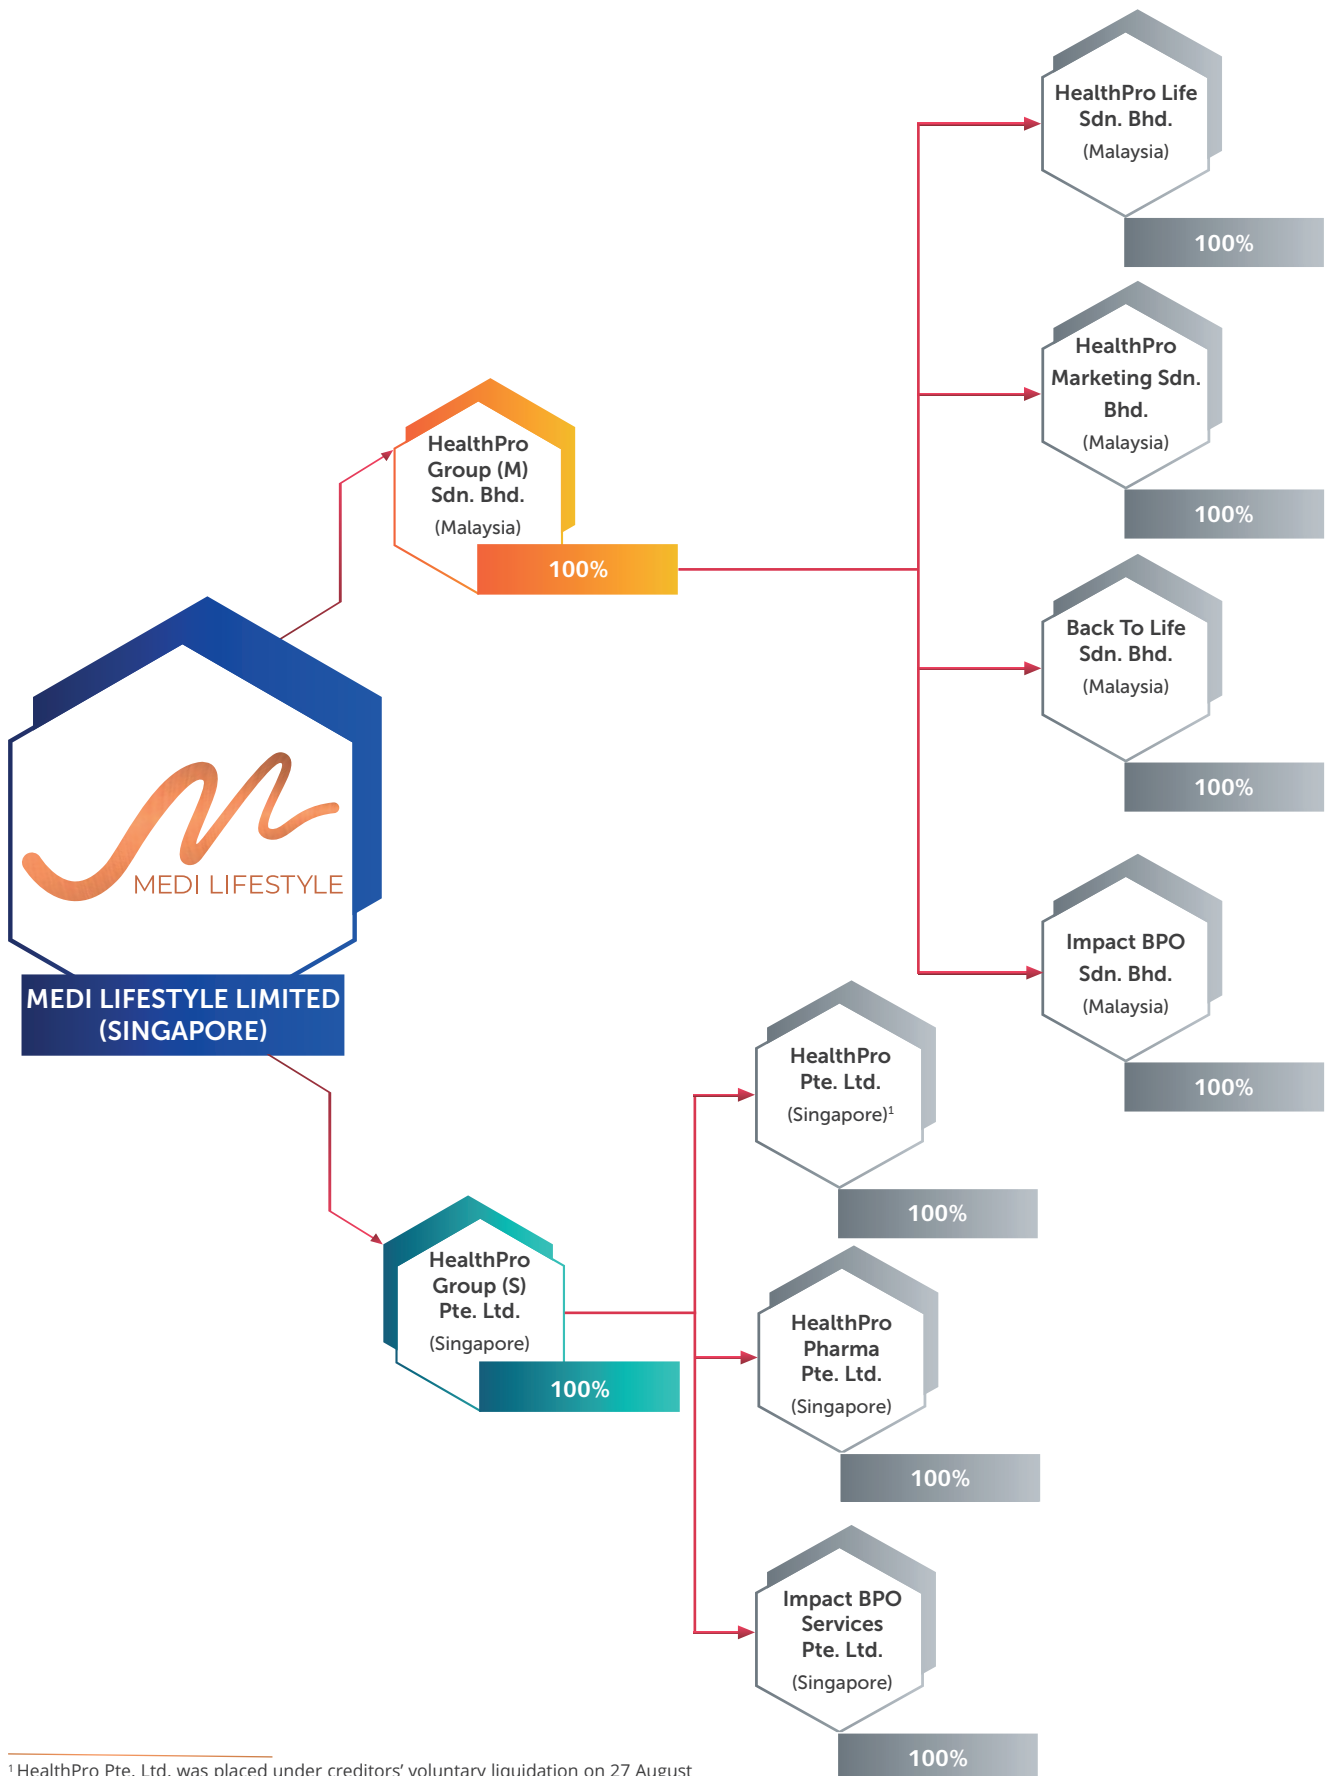 HealthPro Life
Sdn. Bhd.
(Malaysia)
100%
HealthPro
Marketing Sdn.
Bhd.
(Malaysia)
100%
HealthPro
Group (M)
Sdn. Bhd.
(Malaysia)
100%
Back To Life
Sdn. Bhd.
(Malaysia)
100%
MEDI LIFESTYLE
MEDI LIFESTYLE LIMITED
(SINGAPORE)
Impact BPO
Sdn. Bhd.
(Malaysia)
100%
HealthPro
Pte. Ltd.
(Singapore)¹
100%
HealthPro
Group (S)
Pte. Ltd.
(Singapore)
100%
HealthPro
Pharma
Pte. Ltd.
(Singapore)
100%
Impact BPO
Services
Pte. Ltd.
(Singapore)
100%
¹ HealthPro Pte. Ltd. was placed under creditors’ voluntary liquidation on 27 August